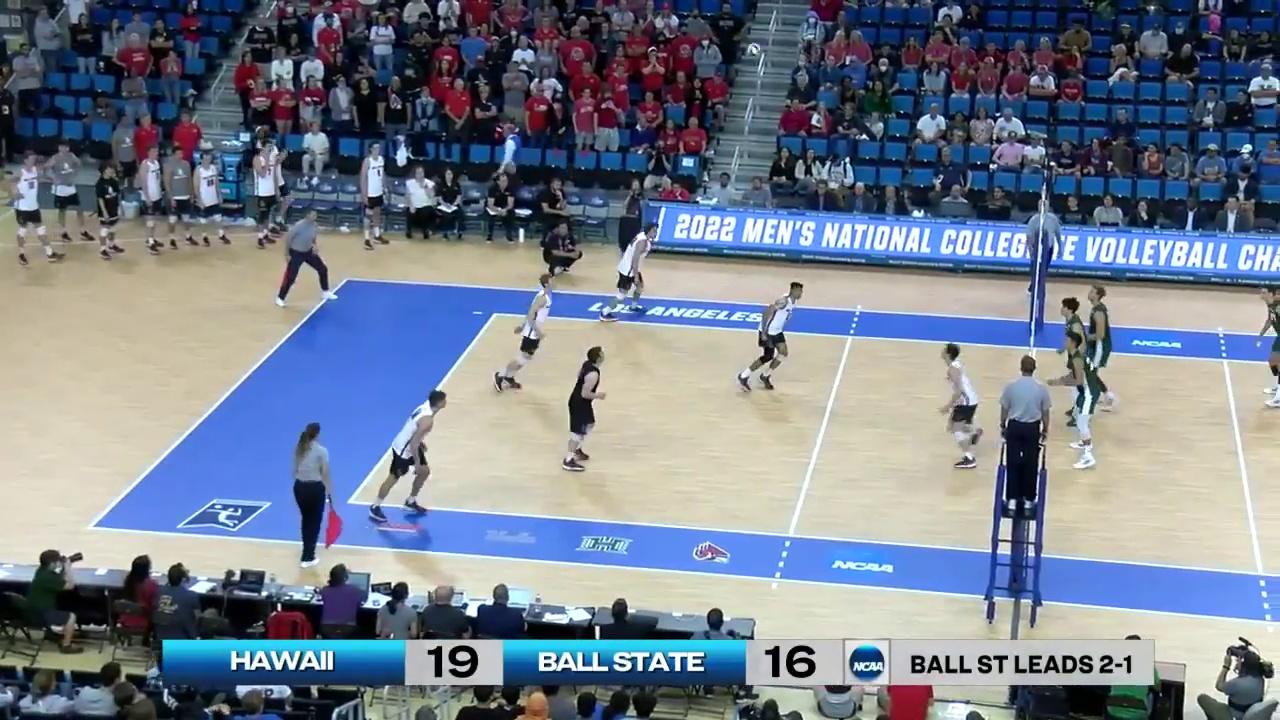 2022 MEN'S NATIONAL COLLEGIATE VOLLEYBALL CHA
LOS ANGELES
NCAA
NCAA
HAWAII 19 BALL STATE 16 NCAA BALL ST LEADS 2-1